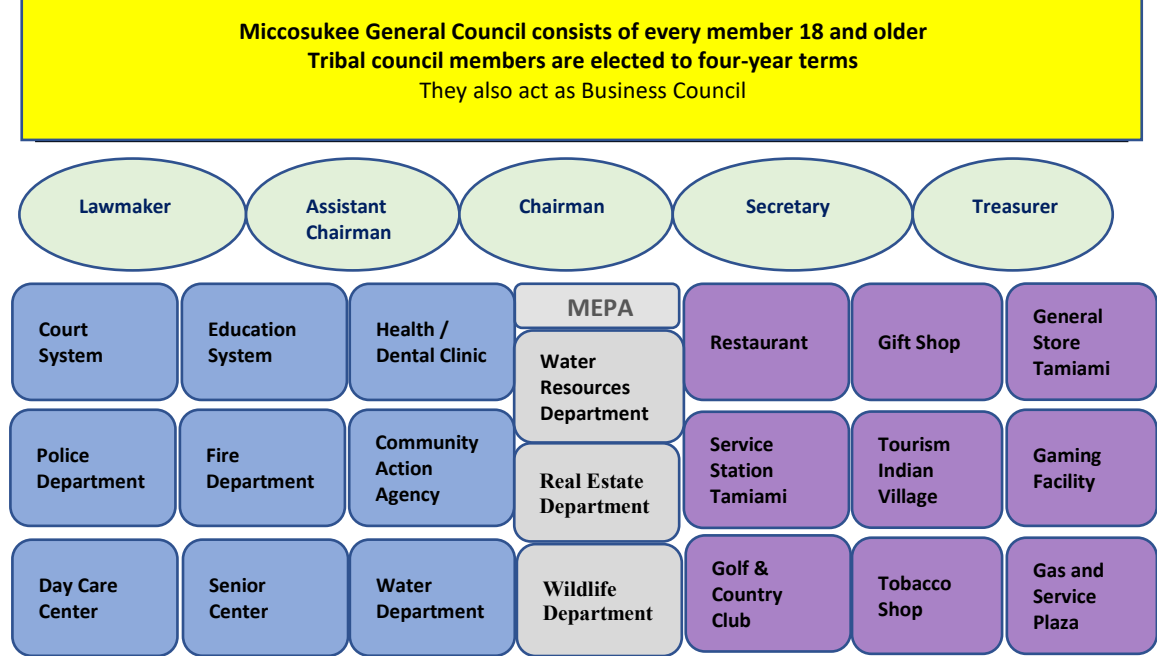 Miccosukee General Council consists of every member 18 and older
Tribal council members are elected to four-year terms
They also act as Business Council
Lawmaker
Assistant
Chairman
Chairman
Secretary
Treasurer
Court
System
Education
System
Health /
Dental Clinic
MEPA
Water
Resources
Department
Restaurant
Gift Shop
General
Store
Tamiami
Police
Department
Fire
Department
Community
Action
Agency
Real Estate
Department
Service
Station
Tamiami
Tourism
Indian
Village
Gaming
Facility
Day Care
Center
Senior
Center
Water
Department
Wildlife
Department
Golf &
Country
Club
Tobacco
Shop
Gas and
Service
Plaza